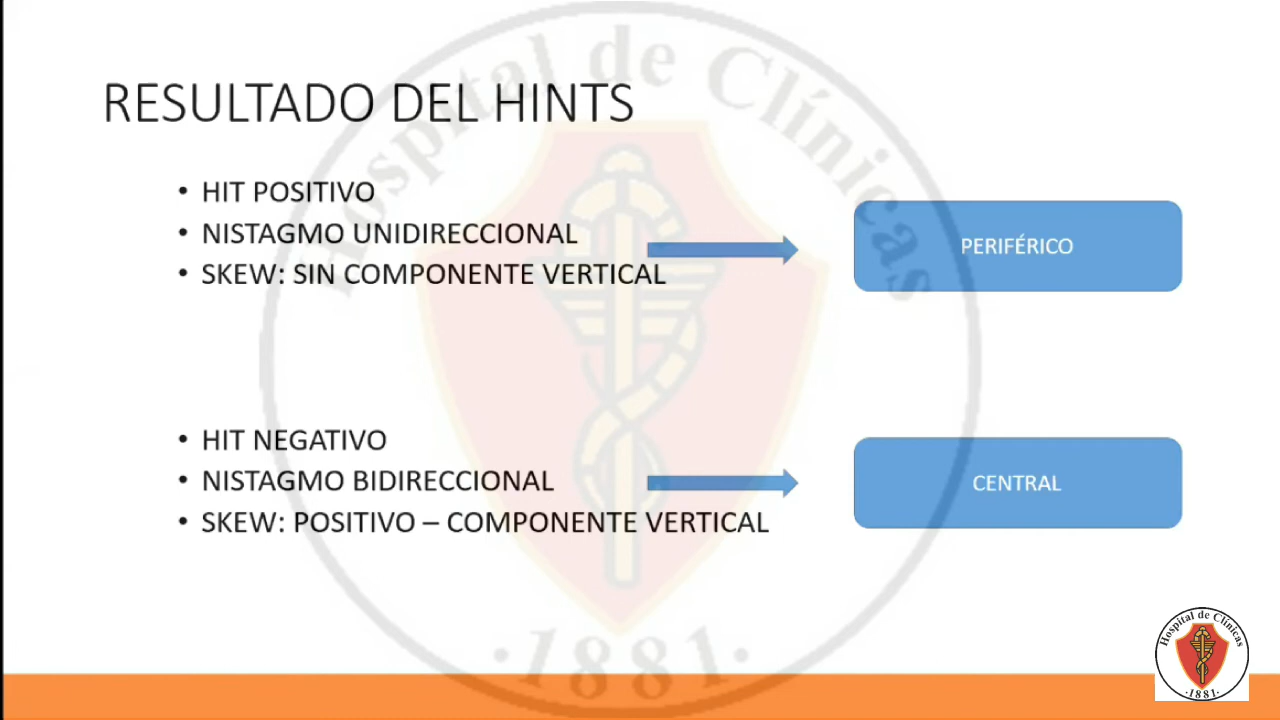 Hospital de Clínicas
RESULTADO DEL HINTS
• HIT POSITIVO
• NISTAGMO UNIDIRECCIONAL
• SKEW: SIN COMPONENTE VERTICAL
PERIFÉRICO
• HIT NEGATIVO
• NISTAGMO BIDIRECCIONAL
• SKEW: POSITIVO – COMPONENTE VERTICAL
CENTRAL
·1881·
Hospital de Clínicas
·1881·